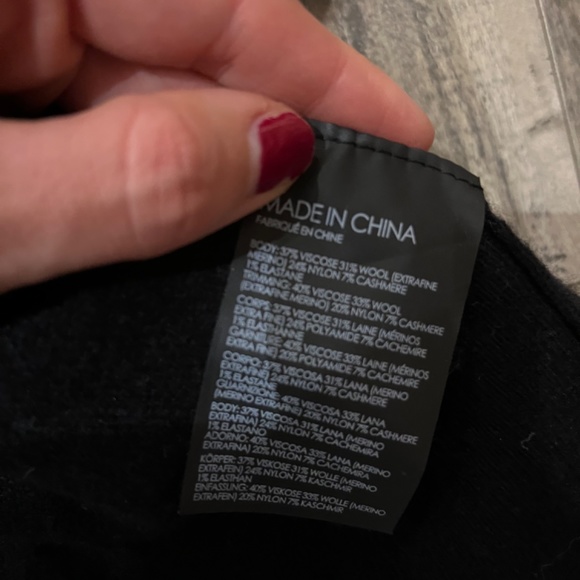 MADE IN CHINA
FABRIQUÉ EN CHINE
BODY: 37% VISCOSE 31% WOOL (EXTRAFINE
MERINO) 24% NYLON 7% CASHMERE
1% ELASTANE
TRIMMING: 40% VISCOSE 33% WOOL
(EXTRAFINE MERINO) 20% NYLON 7% CASHMERE
CORPS: 37% VISCOSE 31% LAINE (MÉRINOS
EXTRA FINE) 24% POLYAMIDE 7% CACHEMIRE
1% ELASTHANNE
GARNITURE: 40% VISCOSE 33% LAINE (MÉRINOS
EXTRA FINE) 20% POLYAMIDE 7% CACHEMIRE
CORPO: 37% VISCOSA 31% LANA (MERINO
EXTRAFINE) 24% NYLON 7% CASHMERE
1% ELASTANE
GUARNIZIONE: 40% VISCOSA 33% LANA
(MERINO EXTRAFINE) 20% NYLON 7% CASHMERE
BODY: 37% VISCOSA 31% LANA (MERINO
EXTRAFINA) 24% NYLON 7% CACHEMIRA
1% ELASTANO
ADORNO: 40% VISCOSA 33% LANA (MERINO
EXTRAFINA) 20% NYLON 7% CACHEMIRA
KÖRPER: 37% VISKOSE 31% WOLLE (MERINO
EXTRAFEIN) 24% NYLON 7% KASCHMIR
1% ELASTHAN
EINFASSUNG: 40% VISKOSE 33% WOLLE (MERINO
EXTRAFEIN) 20% NYLON 7% KASCHMIR